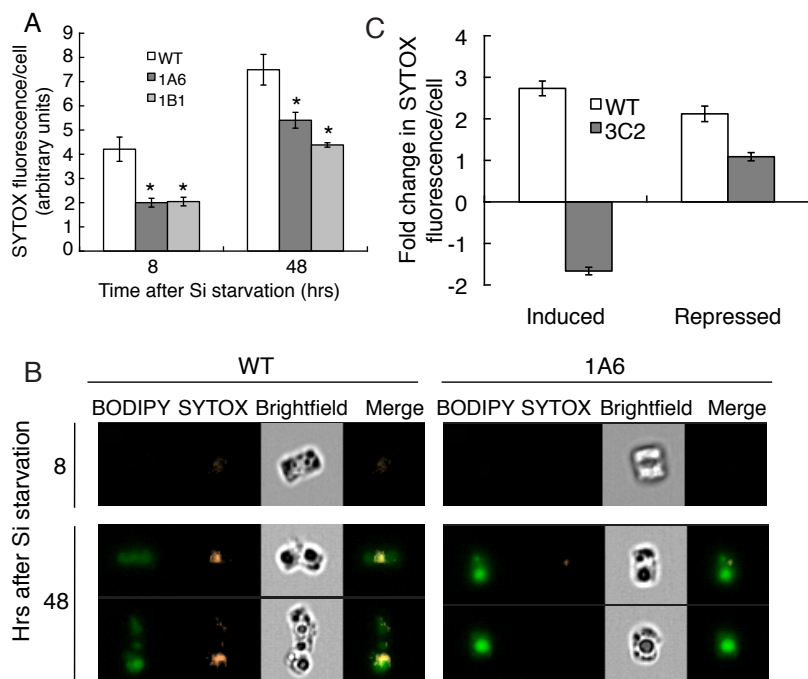 A
SYTOX fluorescence/cell
(arbitrary units)
9
8
7
6
5
4
3
2
1
0
WT
1A6
1B1
* *
*
*
8 48
Time after Si starvation (hrs)
C
Fold change in SYTOX
fluorescence/cell
4
3
2
1
0
-1
-2
WT
3C2
Induced Repressed
B
WT 1A6
BODIPY SYTOX Brightfield Merge BODIPY SYTOX Brightfield Merge
Hrs after Si starvation
8
48